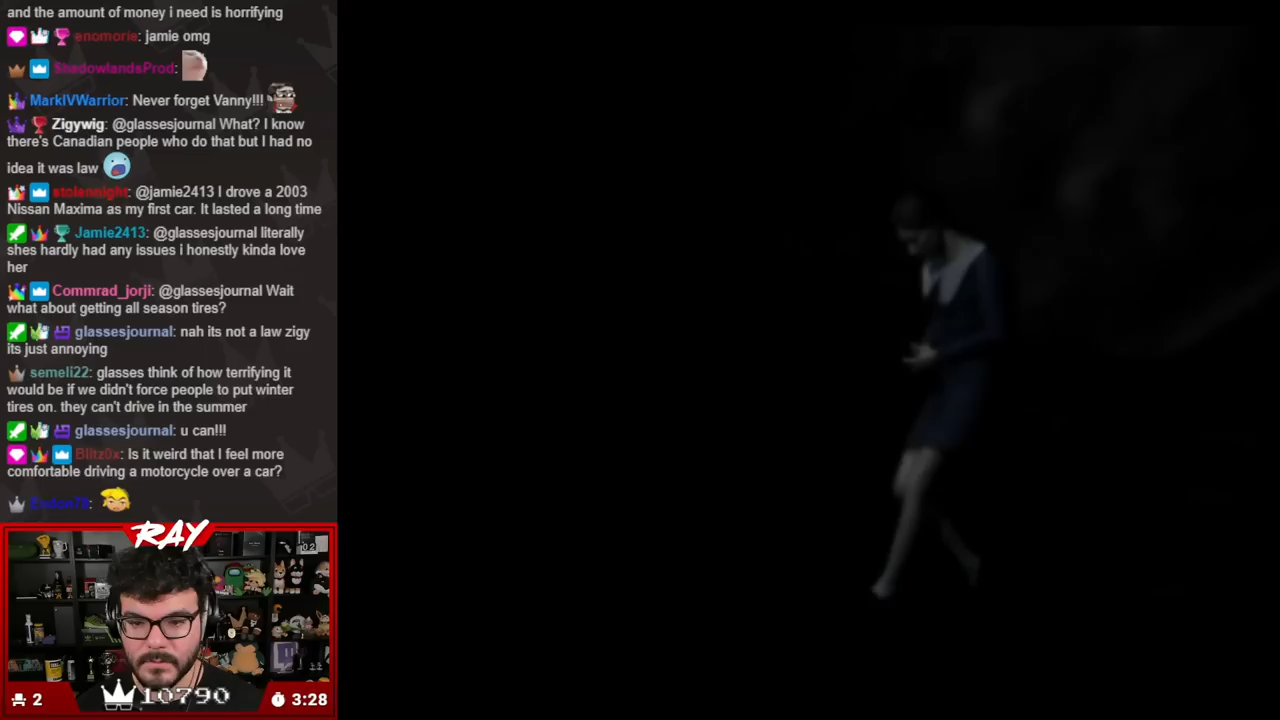 and the amount of money i need is horrifying
enomorie: jamie omg
ShadowlandsProd:
MarkIVWarrior: Never forget Vanny!!!
Zigywig: @glassesjournal What? I know
there's Canadian people who do that but I had no
idea it was law
stolennight: @jamie2413 I drove a 2003
Nissan Maxima as my first car. It lasted a long time
Jamie2413: @glassesjournal literally
shes hardly had any issues i honestly kinda love
her
Commrad_jorji: @glassesjournal Wait
what about getting all season tires?
glassesjournal: nah its not a law zigy
its just annoying
semeli22: glasses think of how terrifying it
would be if we didn't force people to put winter
tires on. they can't drive in the summer
glassesjournal: u can!!!
Blitz0x: Is it weird that I feel more
comfortable driving a motorcycle over a car?
RAY
2
10790
3:28